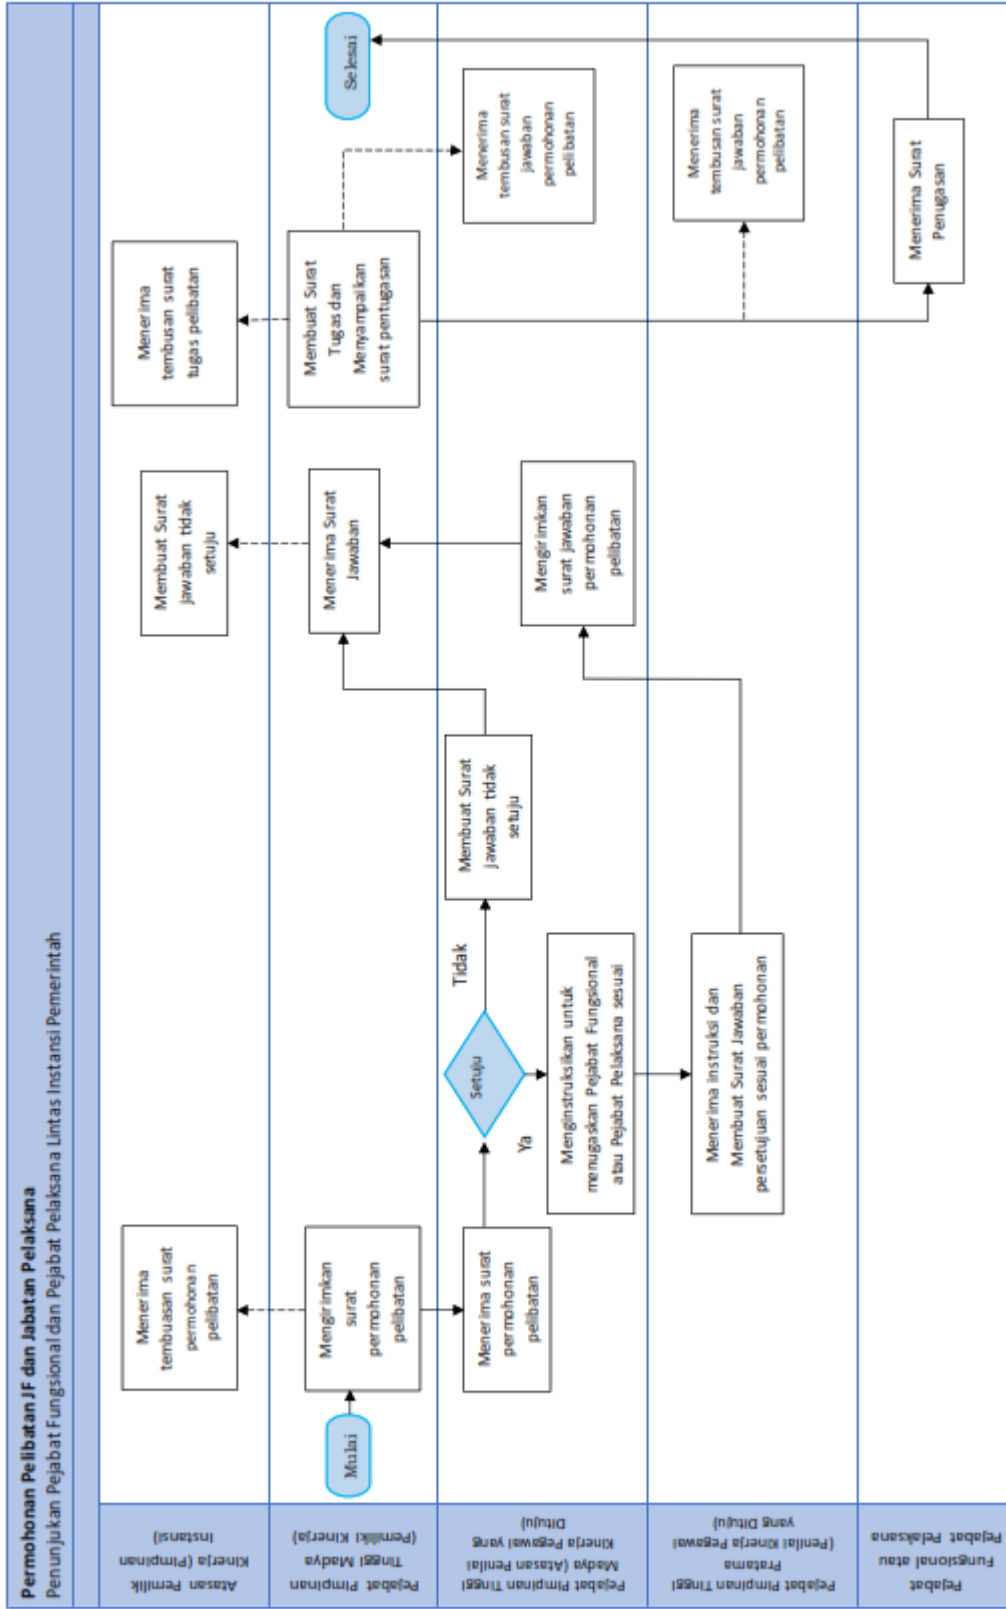 Permohonan Pelibatan JF dan Jabatan Pelaksana
Penunjukan Pejabat Fungsional dan Pejabat Pelaksana Lintas Instansi Pemerintah
Atasan Pemilik
Kinerja (Pimpinan
Instansi)
Menerima
tembuasan surat
permohonan
pelibatan
Membuat Surat
jawaban tidak
setuju
Menerima
tembusan surat
tugas pelibatan
Pejabat Pimpinan
Tinggi Madya
(Pemiliki Kinerja)
Mulai
Mengirimkan
surat
permohonan
pelibatan
Menerima Surat
Jawaban
Membuat Surat
Tugas dan
Menyampaikan
surat pentugasan
Selesai
Pejabat Pimpinan Tinggi
Madya (Atasan Penilai
Kinerja Pegawai yang
Dituju)
Menerima surat
permohonan
pelibatan
Setuju
Ya
Tidak
Menginstruksikan untuk
menugaskan Pejabat Fungsional
atau Pejabat Pelaksana sesuai
Membuat Surat
jawaban tidak
setuju
Mengirimkan
surat jawaban
permohonan
pelibatan
Menerima
tembusan surat
jawaban
permohonan
pelibatan
Pejabat Pimpinan Tinggi
Pratama
(Penilai Kinerja Pegawai
yang Dituju)
Menerima instruksi dan
Membuat Surat Jawaban
persetujuan sesuai permohonan
Menerima
tembusan surat
jawaban
permohonan
pelibatan
Pejabat
Fungsional atau
Pejabat Pelaksana
Menerima Surat
Penugasan